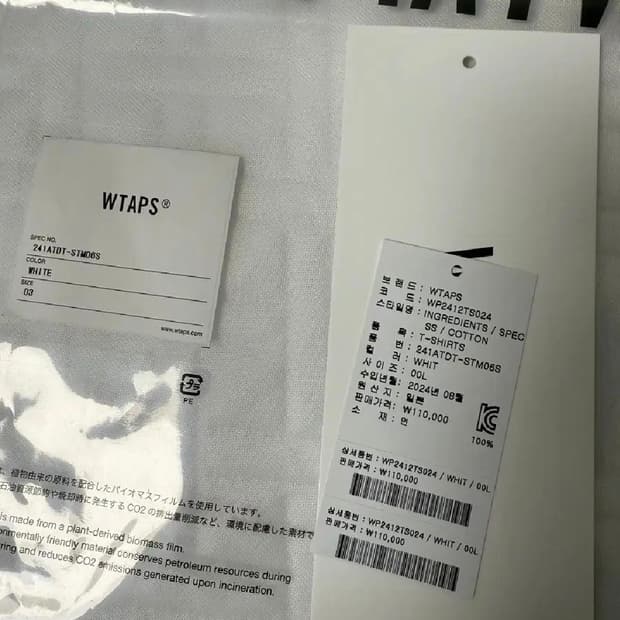 WTAPS®
SPEC.NO.
241ATDT-STM06S
COLOR
WHITE
SIZE
03
www.wtaps.com
PE
植物由来の原料を配合したバイオマスフィルムを使用しています。
石油資源節約や焼却時に発生する CO2 の排出量削減など、環境に配慮した素材で
is made from a plant-derived biomass film.
environmentally friendly material conserves petroleum resources during
ring and reduces CO2 emissions generated upon incineration.
브 랜 드 : WTAPS
코 드 : WP2412TS024
스타일명 : INGREDIENTS / SPEC
SS / COTTON
품 목 : T-SHIRTS
품 번 : 241ATDT-STM06S
컬 러 : WHIT
사 이 즈 : 00L
수입년월 : 2024년 08월
원 산 지 : 일본
판매가격 : ₩110,000
소 재 : 면
100%
상세품번 : WP2412TS024 / WHIT / 00L
판매가격 : ₩110,000
상세품번 : WP2412TS024 / WHIT / 00L
판매가격 : ₩110,000